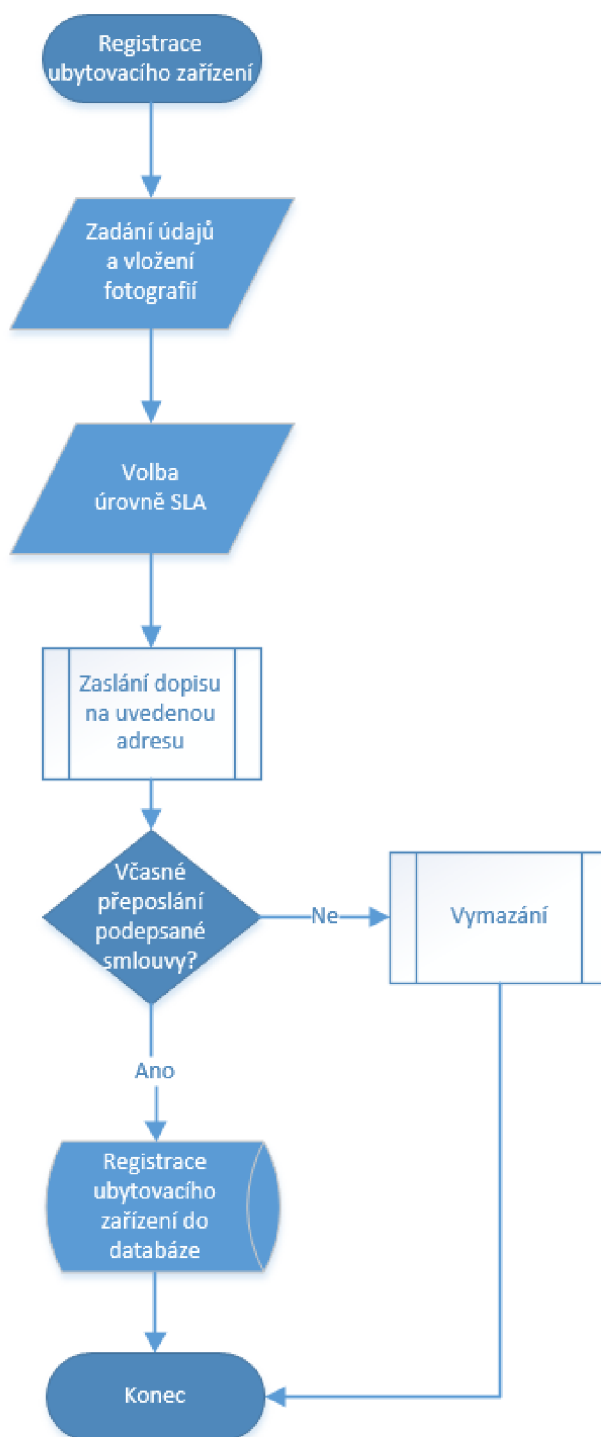 Registrace
ubytovacího zařízení
Zadání údajů
a vložení
fotografií
Volba
úrovně SLA
Zaslání dopisu
na uvedenou
adresu
Včasné
přeposlání
podepsané
smlouvy?
Ne
Vymazání
Ano
Registrace
ubytovacího
zařízení do
databáze
Konec